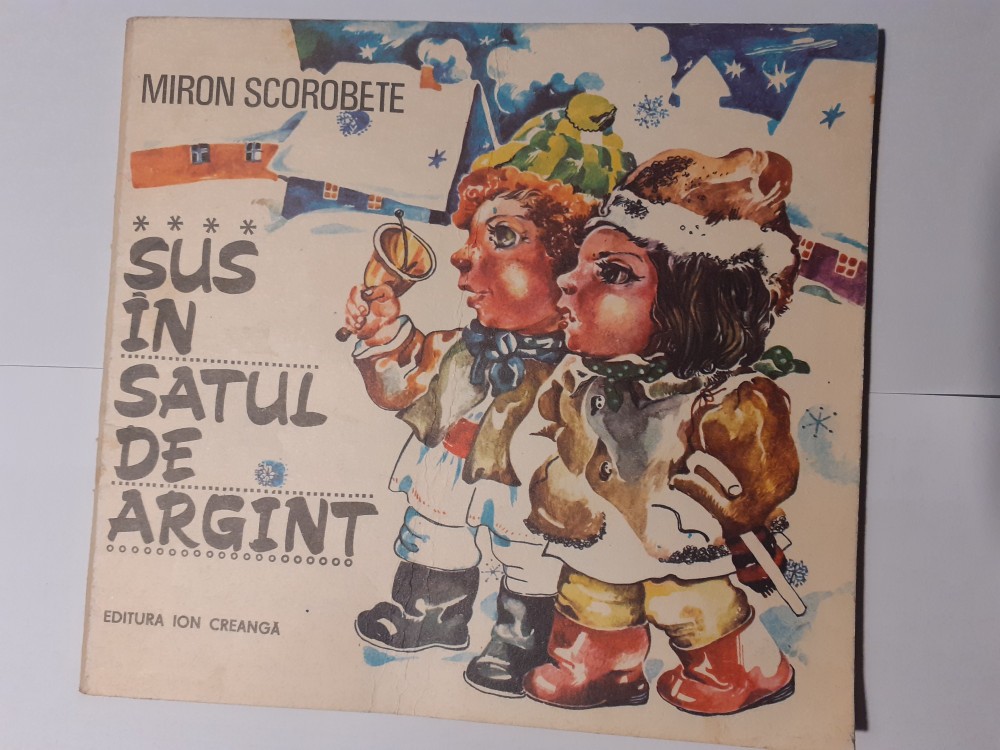 MIRON SCOROBETE
SUS
ÎN
SATUL
DE
ARGINT
EDITURA ION CREANGĂ